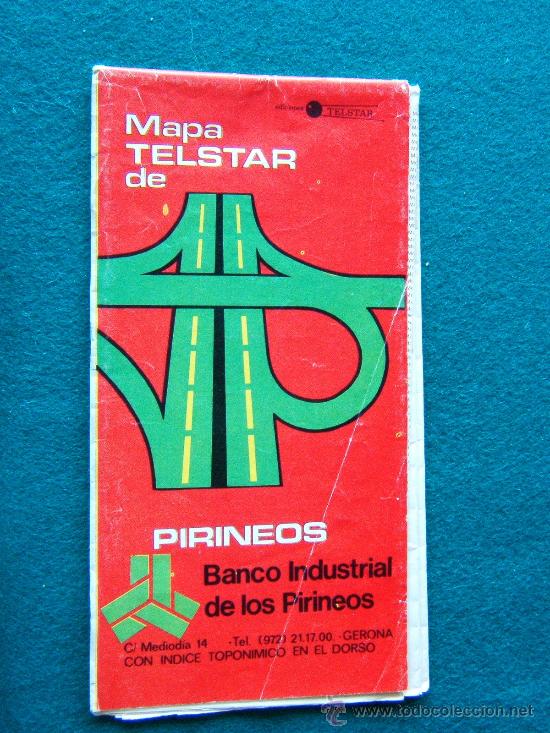 ediciones TELSTAR
Mapa
TELSTAR
de
PIRINEOS
Banco Industrial
de los Pirineos
C/ Mediodia 14 -Tel. (972) 21.17.00 -GERONA
CON INDICE TOPONIMICO EN EL DORSO
www.todocoleccion.net